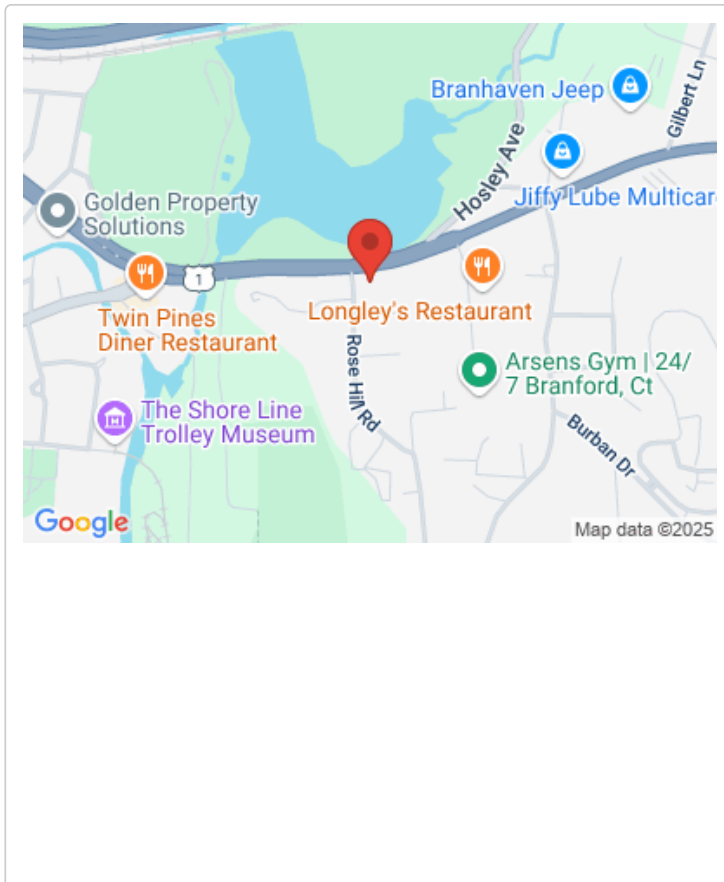 Branhaven Jeep
Gilbert Ln
Hosley Ave
Jiffy Lube Multicar
Golden Property
Solutions
1
Twin Pines
Diner Restaurant
Longley's Restaurant
Rose Hill Rd
Arsens Gym | 24/
7 Branford, Ct
The Shore Line
Trolley Museum
Burban Dr
Google
Map data ©2025